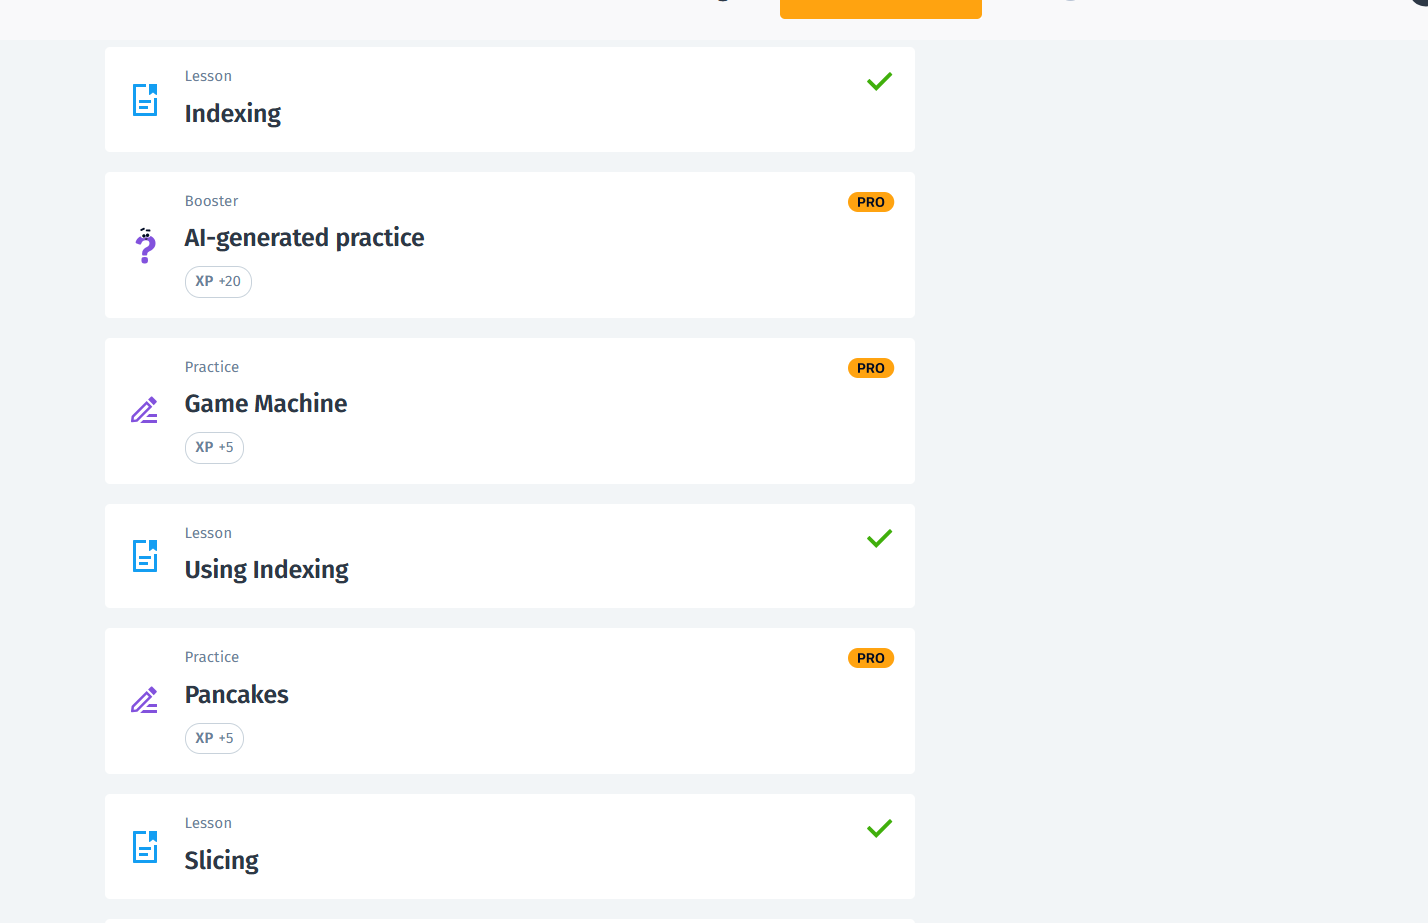 Lesson
Indexing
Booster
PRO
AI-generated practice
XP +20
Practice
PRO
Game Machine
XP +5
Lesson
Using Indexing
Practice
PRO
Pancakes
XP +5
Lesson
Slicing